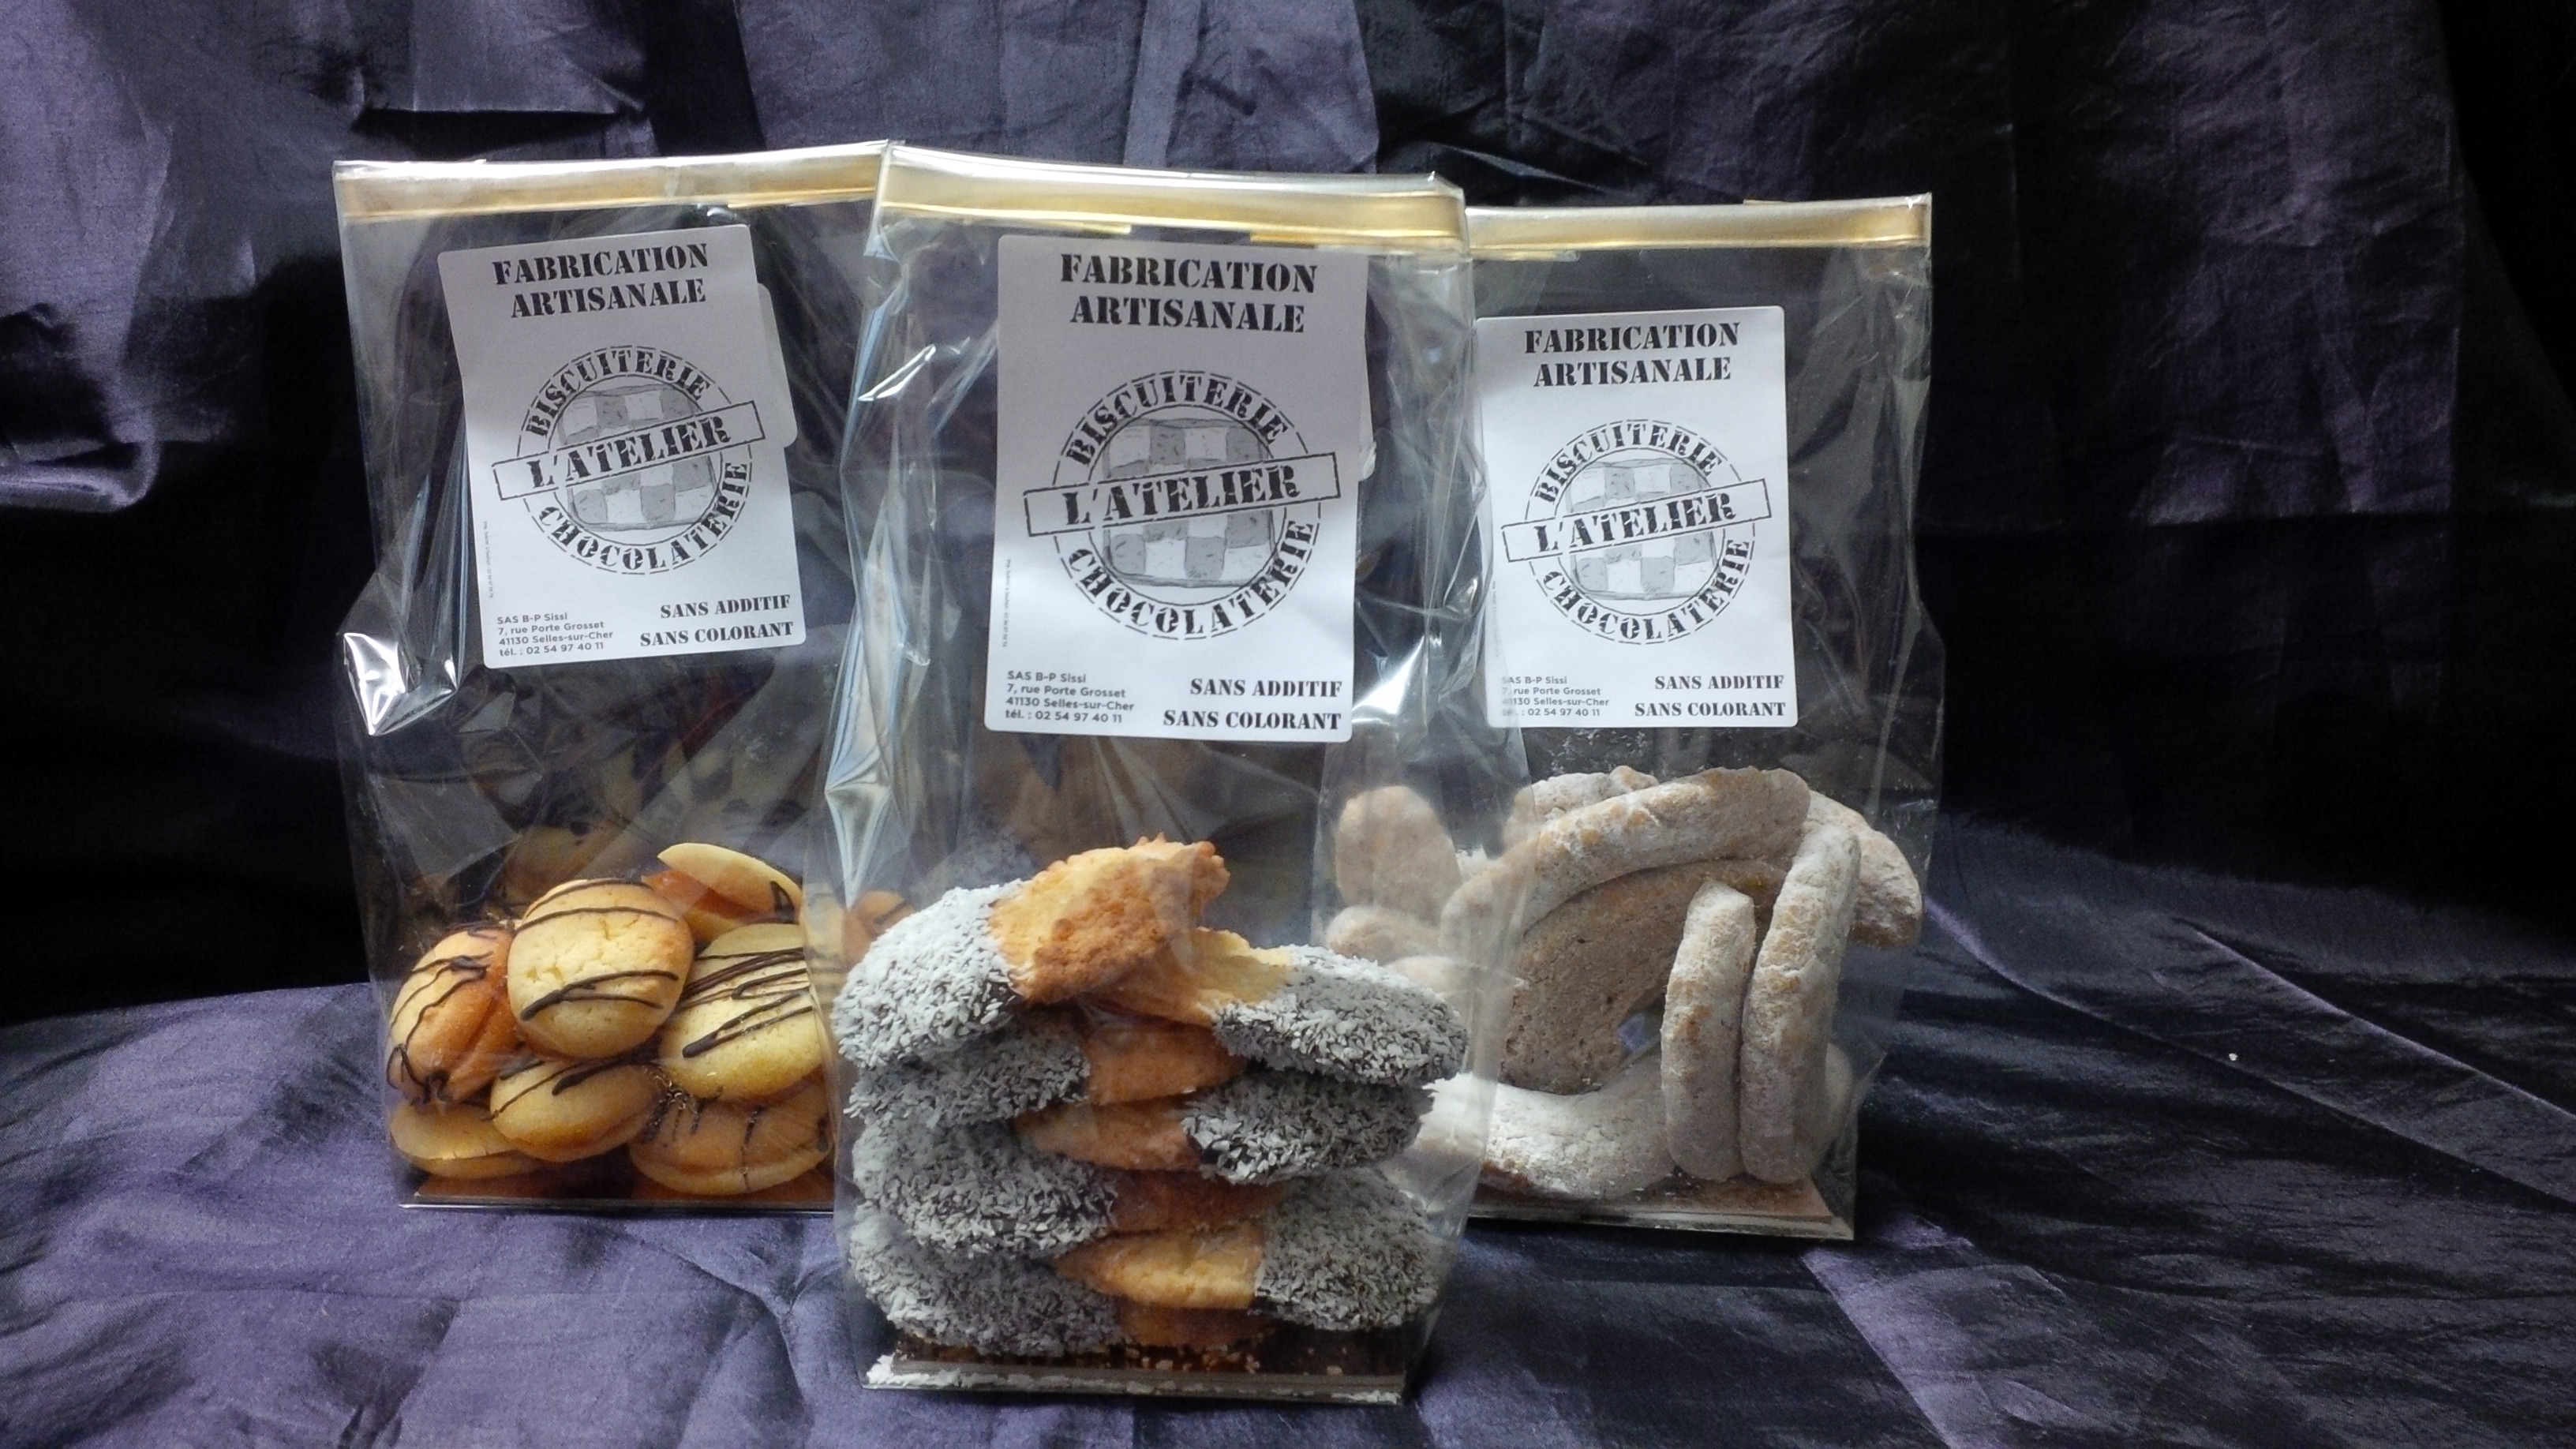 FABRICATION
ARTISANALE
BISCUITERIE
L'ATELIER
CHOCOLATERIE
SAS B-P Sissi
7, rue Porte Grosset
41130 Selles-sur-Cher
tél. : 02 54 97 40 11
SANS ADDITIF
SANS COLORANT
FABRICATION
ARTISANALE
BISCUITERIE
L'ATELIER
CHOCOLATERIE
SAS B-P Sissi
7, rue Porte Grosset
41130 Selles-sur-Cher
tél. : 02 54 97 40 11
SANS ADDITIF
SANS COLORANT
FABRICATION
ARTISANALE
BISCUITERIE
L'ATELIER
CHOCOLATERIE
SAS B-P Sissi
7, rue Porte Grosset
41130 Selles-sur-Cher
tél. : 02 54 97 40 11
SANS ADDITIF
SANS COLORANT